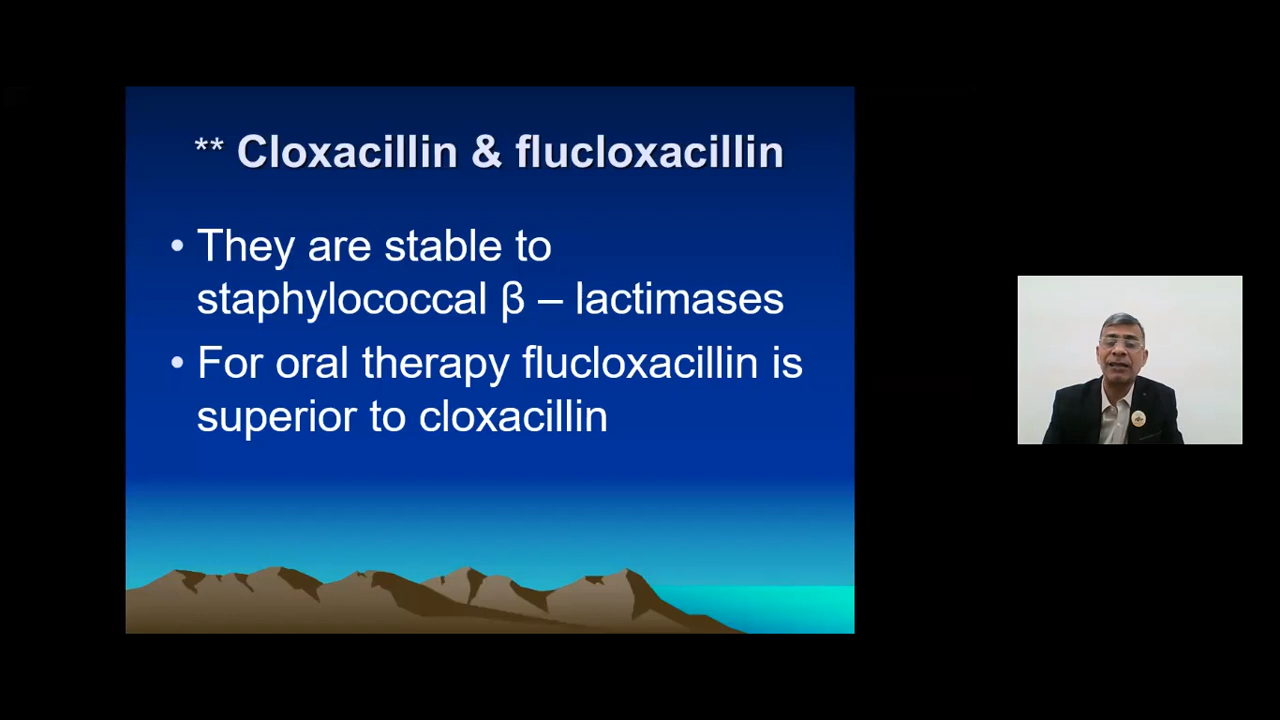 ** Cloxacillin & flucloxacillin
• They are stable to
staphylococcal β – lactimases
• For oral therapy flucloxacillin is
superior to cloxacillin